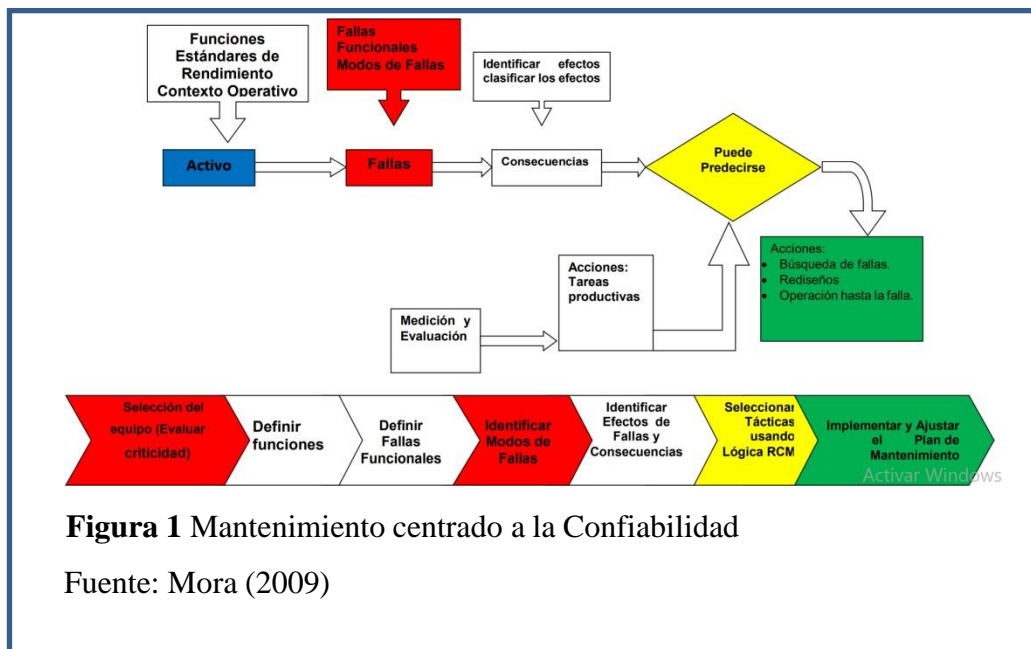 Funciones
Estándares de
Rendimiento
Contexto Operativo
Fallas
Funcionales
Modos de Fallas
Identificar efectos
clasificar los efectos
Activo
Fallas
Consecuencias
Puede
Predecirse
Acciones:
• Búsqueda de fallas.
• Rediseños
• Operación hasta la falla.
Acciones:
Tareas
productivas
Medición y
Evaluación
Selección del
equipo (Evaluar
criticidad)
Definir
funciones
Definir
Fallas
Funcionales
Identificar
Modos de
Fallas
Identificar
Efectos de
Fallas y
Consecuencias
Seleccionar
Tácticas
usando
Lógica RCM
Implementar y Ajustar
el Plan de
Mantenimiento
Activar Windows
Figura 1 Mantenimiento centrado a la Confiabilidad
Fuente: Mora (2009)